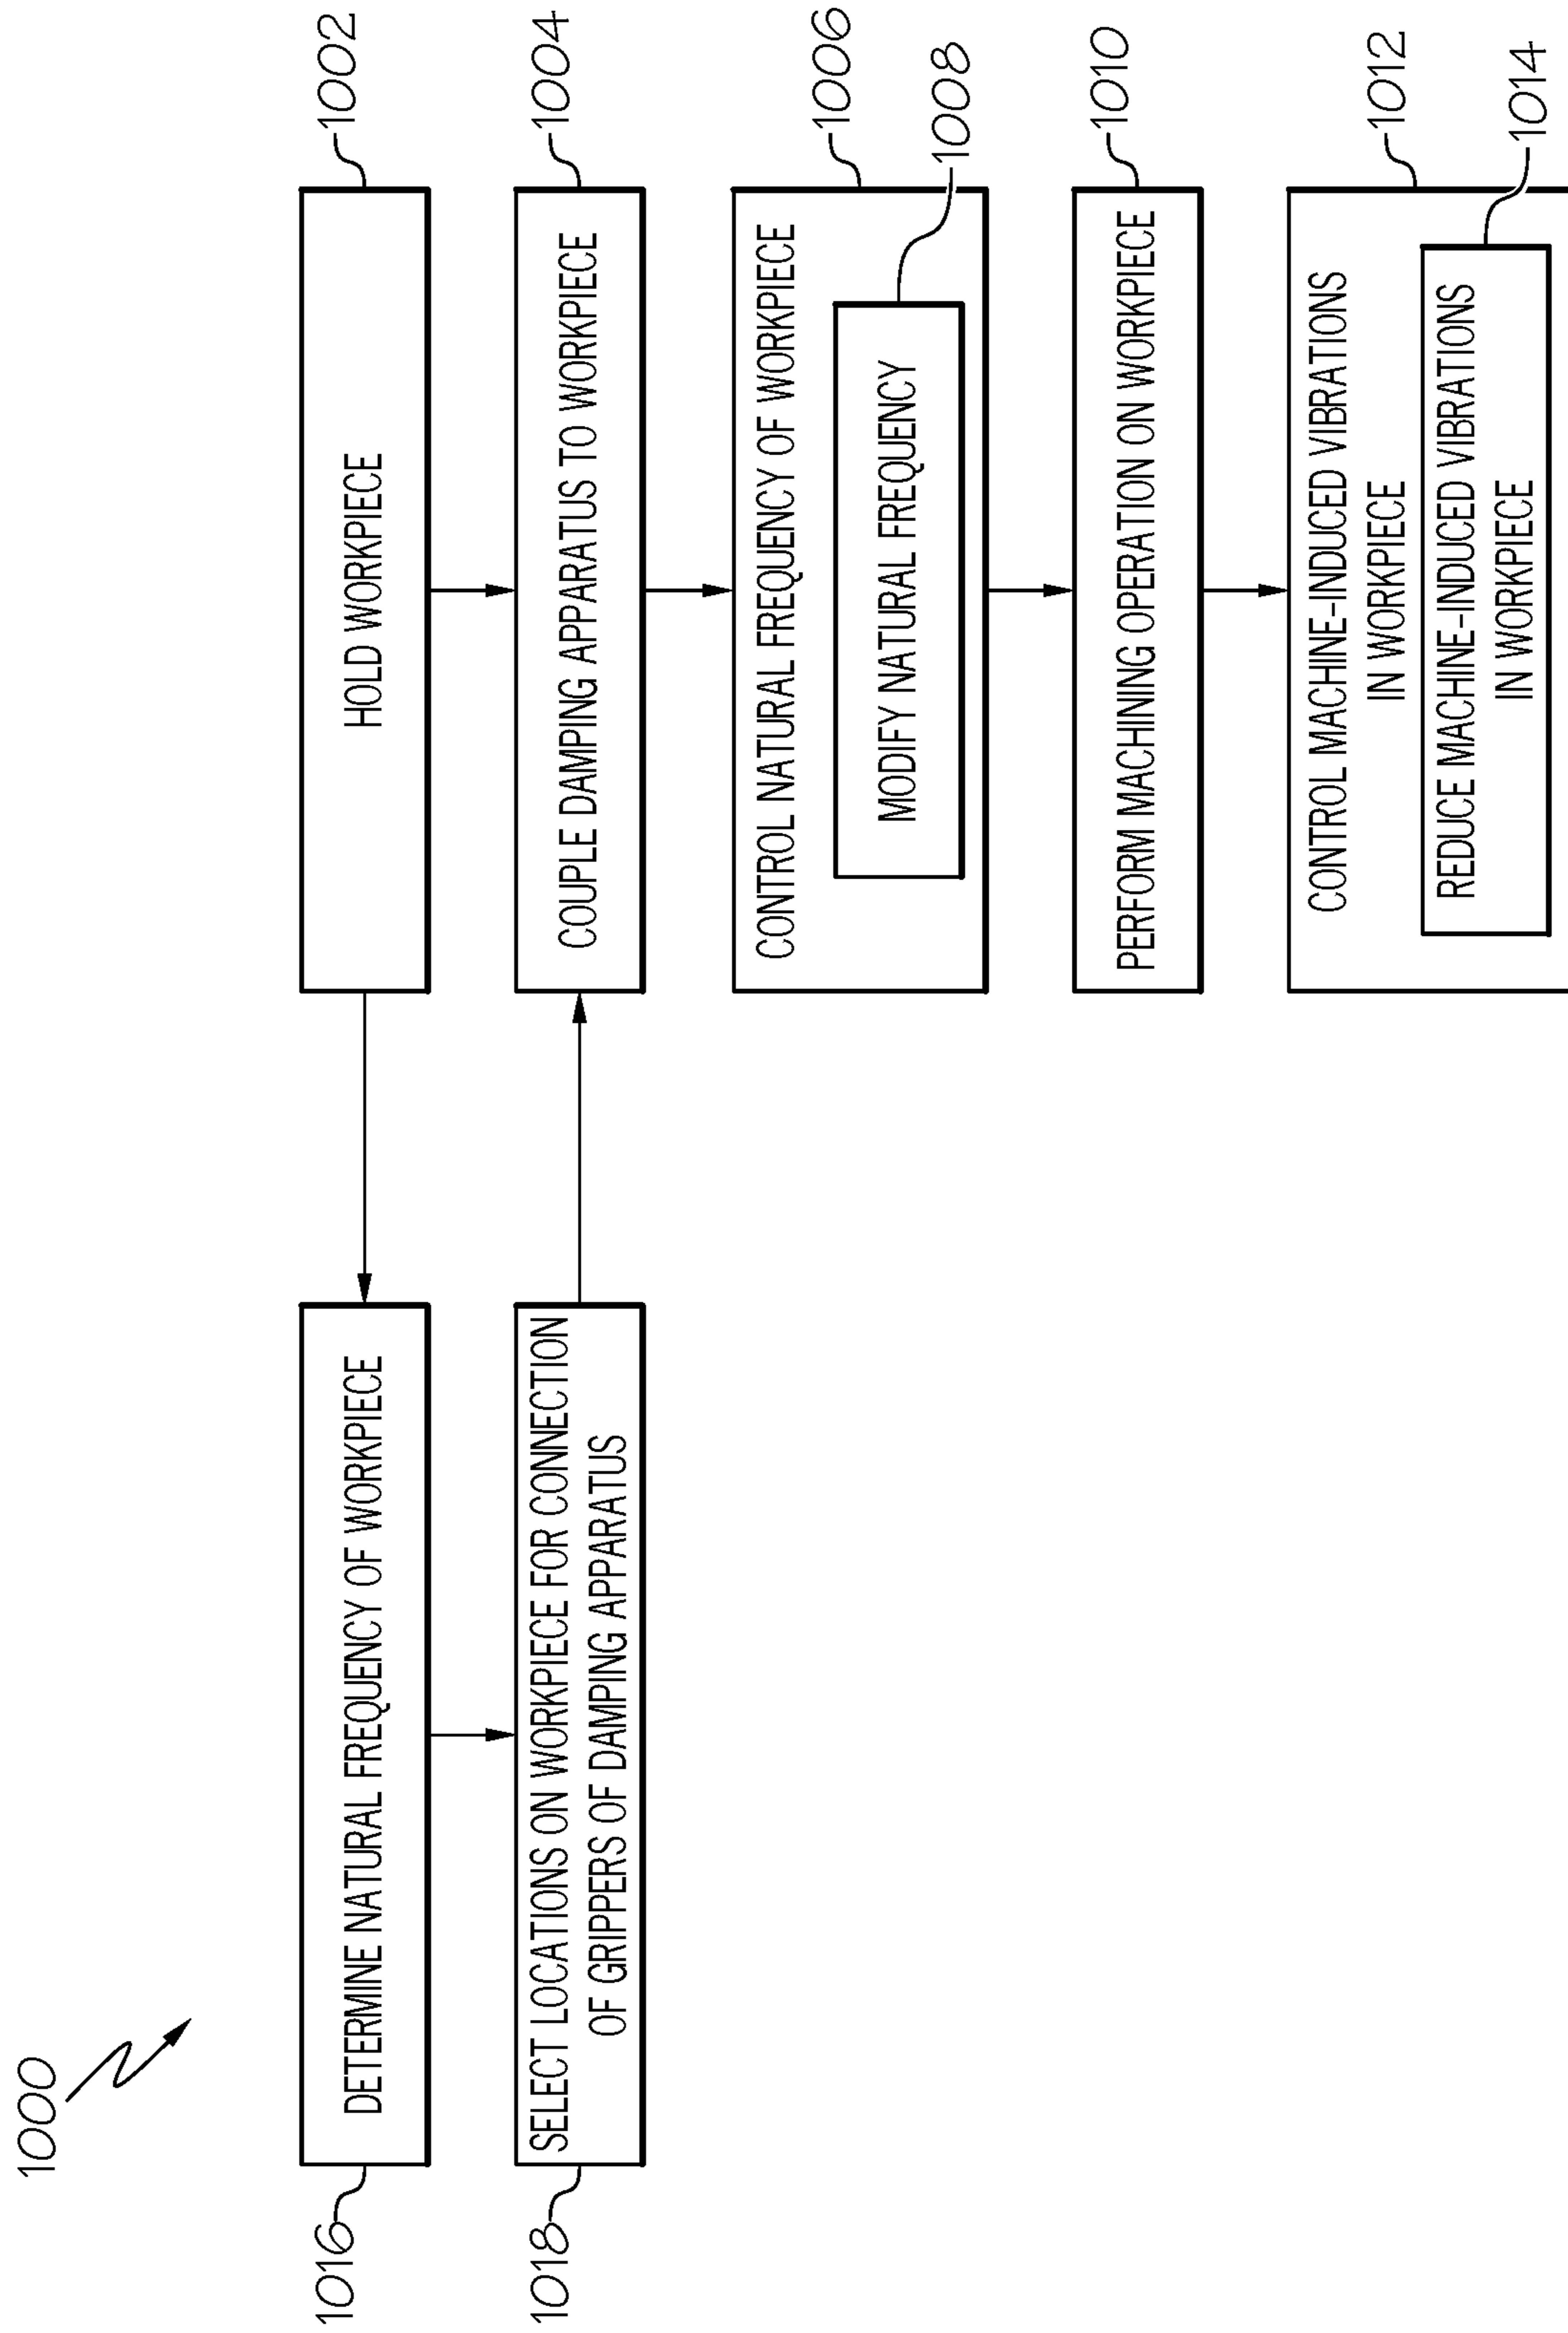 1000
1016
DETERMINE NATURAL FREQUENCY OF WORKPIECE
HOLD WORKPIECE
1002
1018
SELECT LOCATIONS ON WORKPIECE FOR CONNECTION
OF GRIPPERS OF DAMPING APPARATUS
COUPLE DAMPING APPARATUS TO WORKPIECE
1004
CONTROL NATURAL FREQUENCY OF WORKPIECE
1006
MODIFY NATURAL FREQUENCY
1008
PERFORM MACHINING OPERATION ON WORKPIECE
1010
CONTROL MACHINE-INDUCED VIBRATIONS
IN WORKPIECE
1012
REDUCE MACHINE-INDUCED VIBRATIONS
IN WORKPIECE
1014